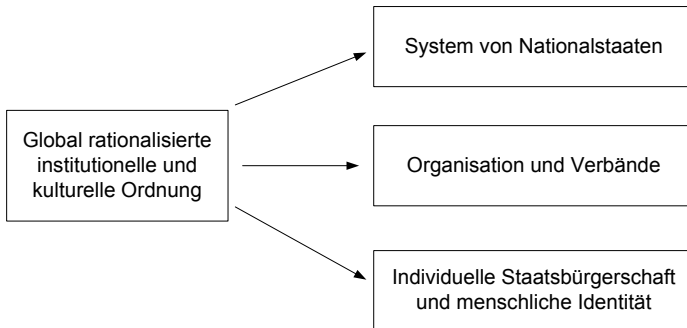 System von Nationalstaaten
Global rationalisierte
institutionelle und
kulturelle Ordnung
Organisation und Verbände
Individuelle Staatsbürgerschaft
und menschliche Identität